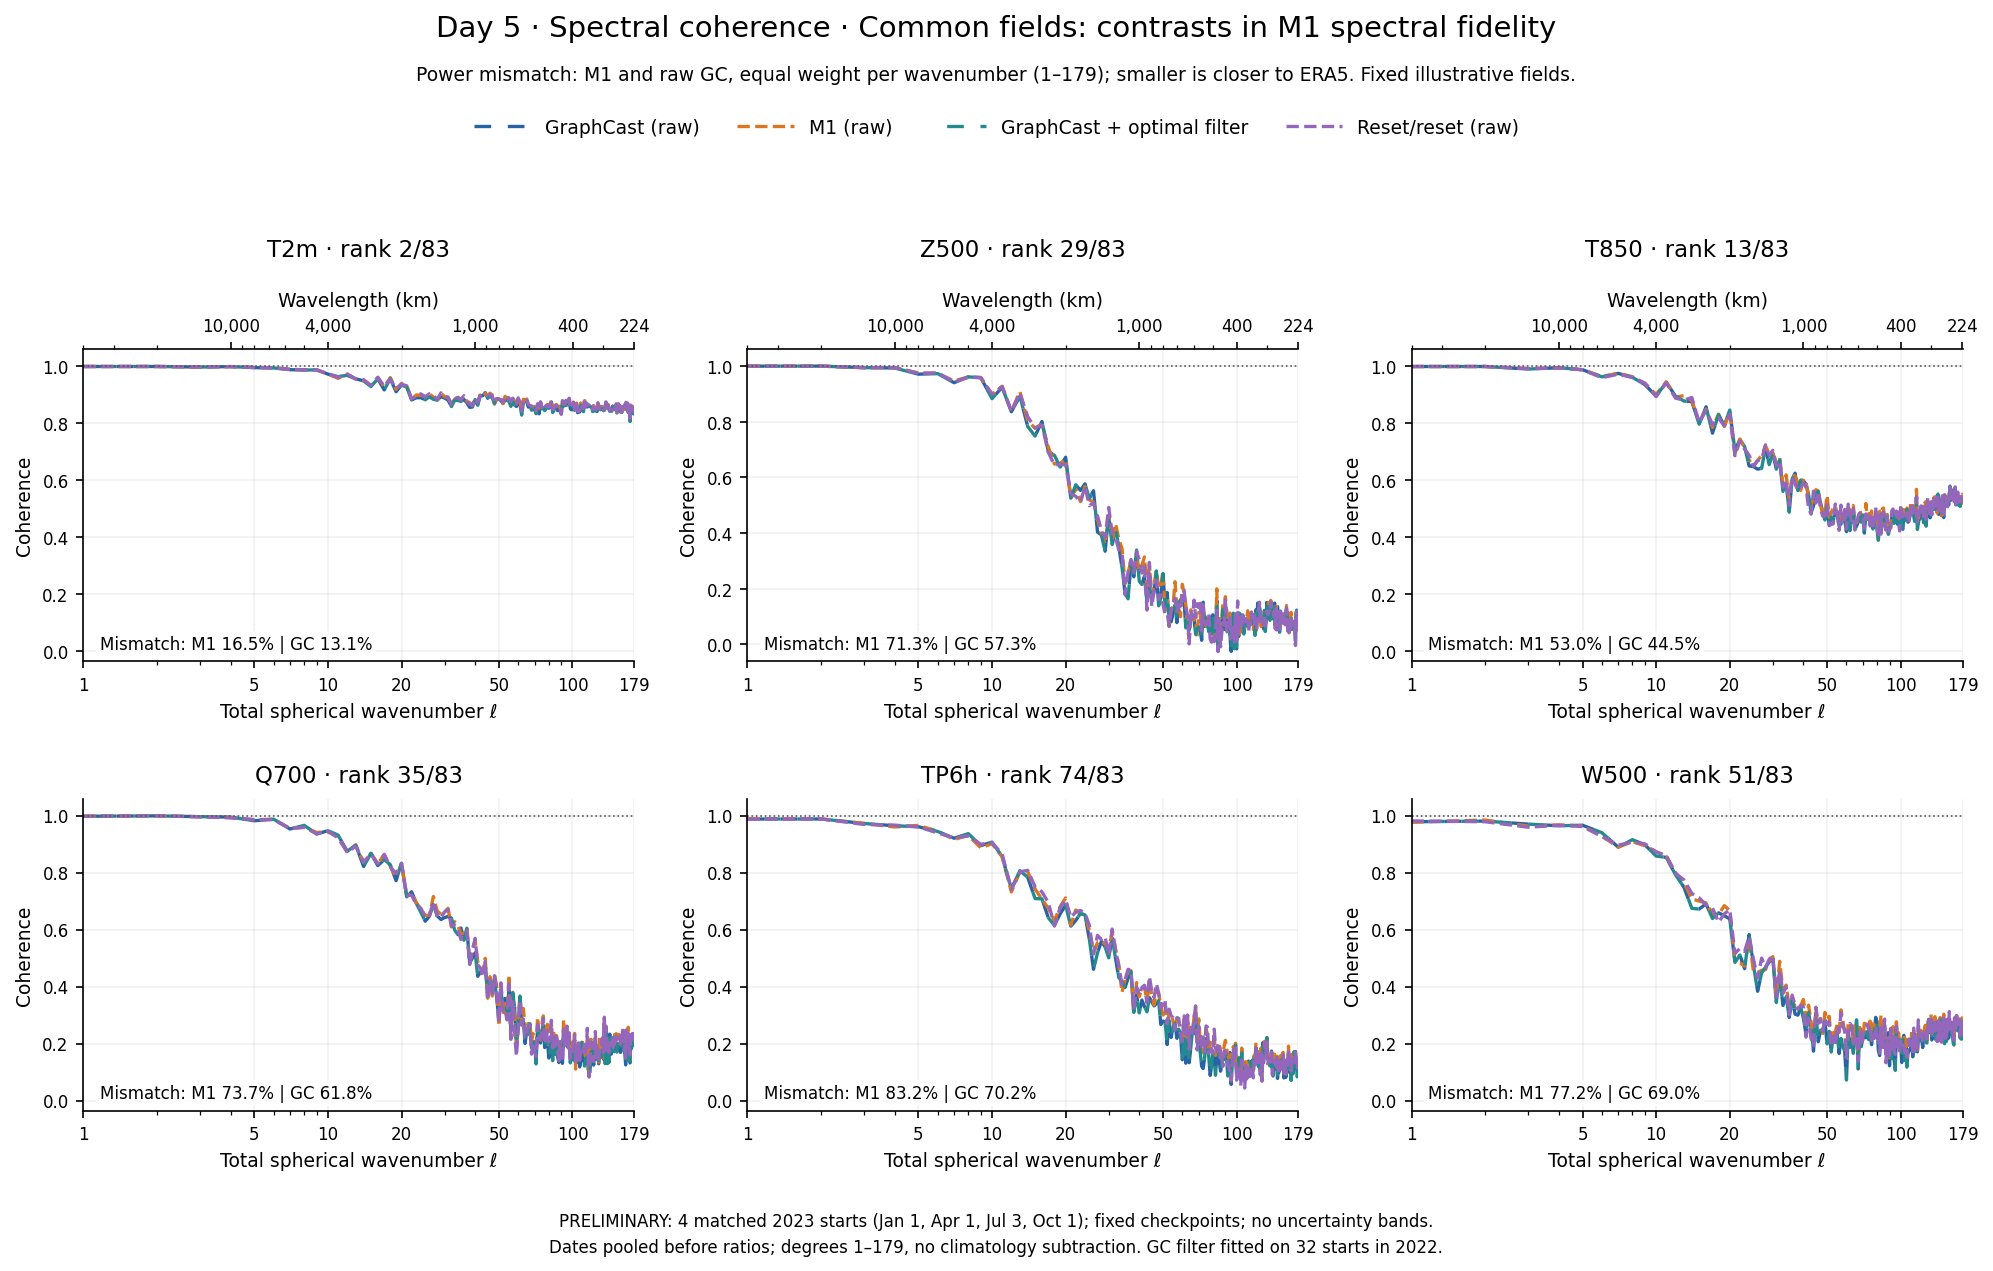 Day 5 · Spectral coherence · Common fields: contrasts in M1 spectral fidelity
Power mismatch: M1 and raw GC, equal weight per wavenumber (1–179); smaller is closer to ERA5. Fixed illustrative fields.
GraphCast (raw)
M1 (raw)
GraphCast + optimal filter
Reset/reset (raw)
T2m · rank 2/83
Wavelength (km)
10,000 4,000 1,000 400 224
1.0
0.8
0.6
0.4
0.2
0.0
Coherence
Mismatch: M1 16.5% | GC 13.1%
1 5 10 20 50 100 179
Total spherical wavenumber ℓ
Z500 · rank 29/83
Wavelength (km)
10,000 4,000 1,000 400 224
1.0
0.8
0.6
0.4
0.2
0.0
Coherence
Mismatch: M1 71.3% | GC 57.3%
1 5 10 20 50 100 179
Total spherical wavenumber ℓ
T850 · rank 13/83
Wavelength (km)
10,000 4,000 1,000 400 224
1.0
0.8
0.6
0.4
0.2
0.0
Coherence
Mismatch: M1 53.0% | GC 44.5%
1 5 10 20 50 100 179
Total spherical wavenumber ℓ
Q700 · rank 35/83
1.0
0.8
0.6
0.4
0.2
0.0
Coherence
Mismatch: M1 73.7% | GC 61.8%
1 5 10 20 50 100 179
Total spherical wavenumber ℓ
TP6h · rank 74/83
1.0
0.8
0.6
0.4
0.2
0.0
Coherence
Mismatch: M1 83.2% | GC 70.2%
1 5 10 20 50 100 179
Total spherical wavenumber ℓ
W500 · rank 51/83
1.0
0.8
0.6
0.4
0.2
0.0
Coherence
Mismatch: M1 77.2% | GC 69.0%
1 5 10 20 50 100 179
Total spherical wavenumber ℓ
PRELIMINARY: 4 matched 2023 starts (Jan 1, Apr 1, Jul 3, Oct 1); fixed checkpoints; no uncertainty bands.
Dates pooled before ratios; degrees 1–179, no climatology subtraction. GC filter fitted on 32 starts in 2022.